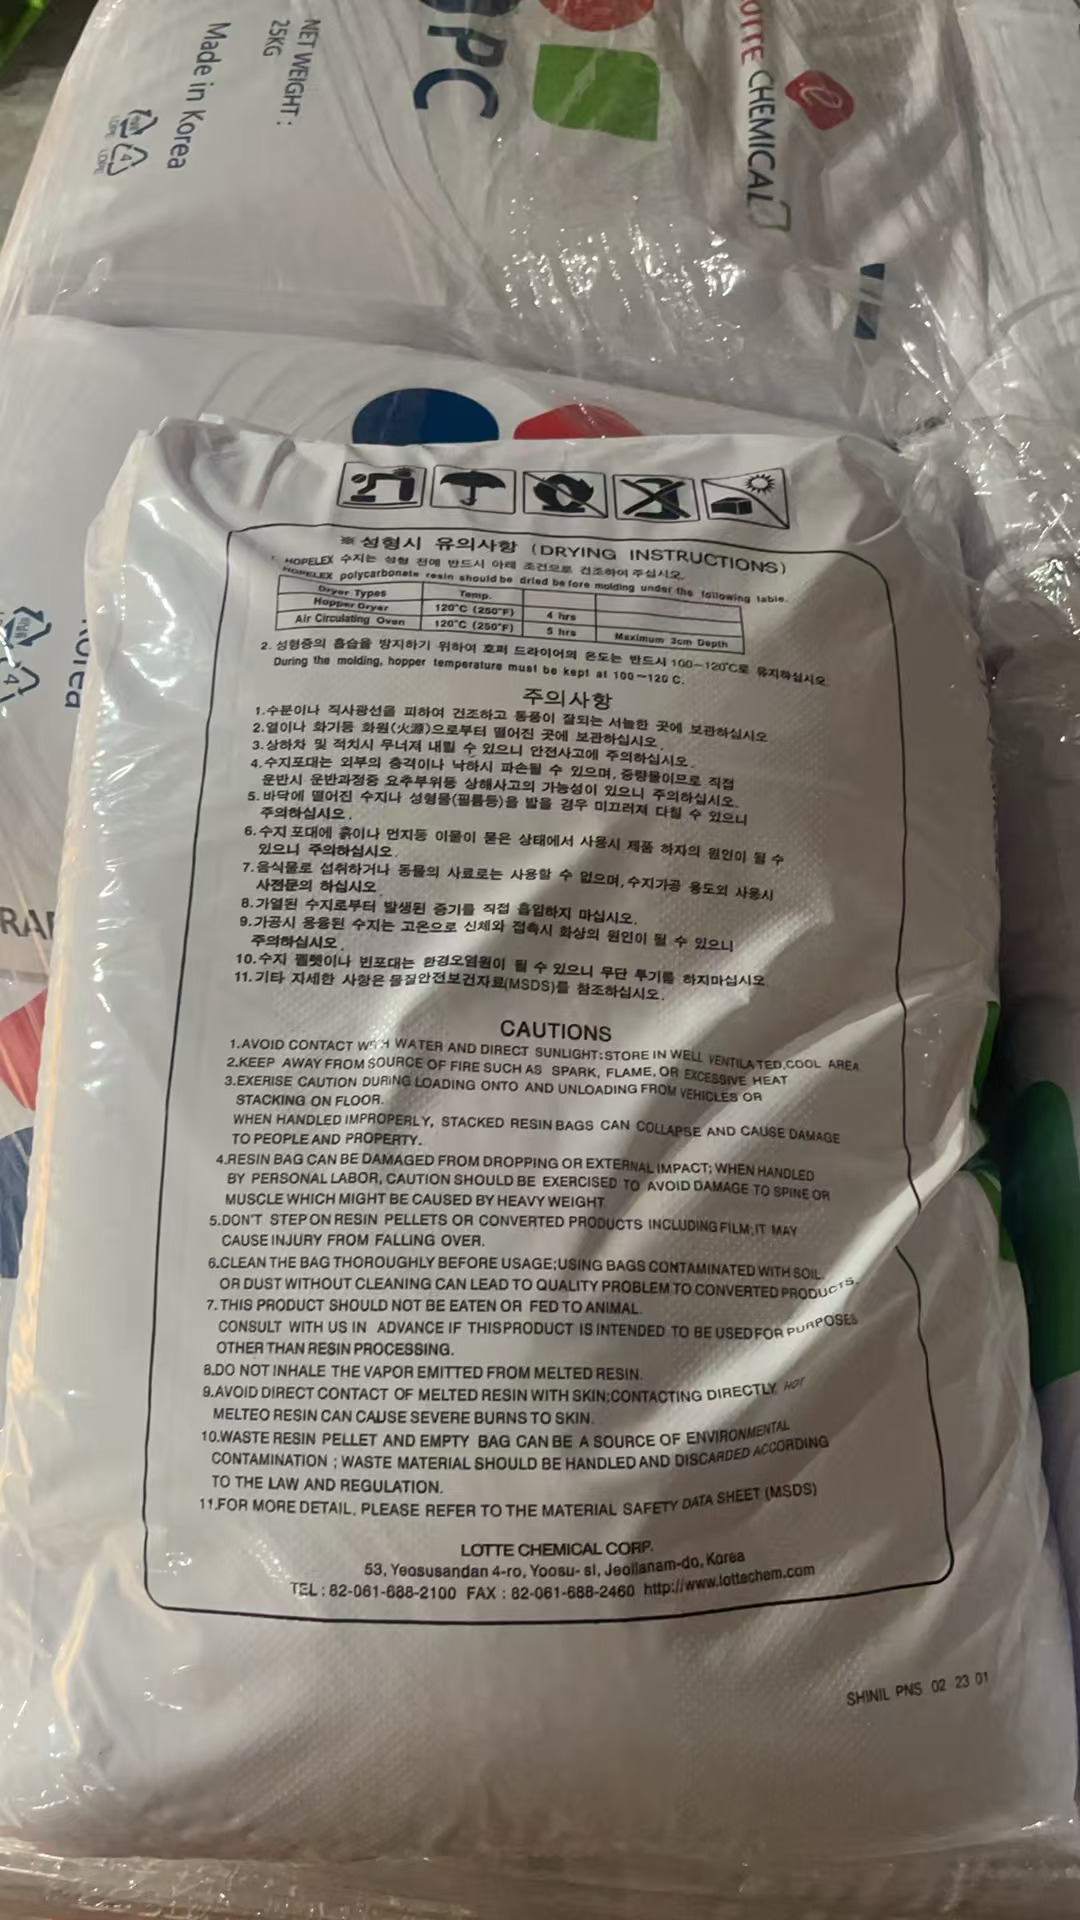 NET WEIGHT :
25KG
Made in Korea
LDPE
4
LDPE
PC
LOTTE CHEMICAL
※ 성형시 유의사항 (DRYING INSTRUCTIONS)
1. HOPELEX 수지는 성형 전에 반드시 아래 조건으로 건조하여 주십시오.
HOPELEX polycarbonate resin should be dried before molding under the following table.
Dryer Types Temp.
Hopper Dryer 120°C (250°F) 4 hrs
Air Circulating Oven 120°C (250°F) 5 hrs Maximum 3cm Depth
2. 성형중의 흡습을 방지하기 위하여 호퍼 드라이어의 온도는 반드시 100~120°C로 유지하십시오.
During the molding, hopper temperature must be kept at 100~120 C.
주의사항
1.수분이나 직사광선을 피하여 건조하고 통풍이 잘되는 서늘한 곳에 보관하십시오
2.열이나 화기등 화원(火源)으로부터 떨어진 곳에 보관하십시오.
3.상하차 및 적치시 무너져 내릴 수 있으니 안전사고에 주의하십시오.
4.수지포대는 외부의 충격이나 낙하시 파손될 수 있으며, 중량물이므로 직접
운반시 운반과정중 요추부위등 상해사고의 가능성이 있으니 주의하십시오.
5.바닥에 떨어진 수지나 성형물(필름등)을 밟을 경우 미끄러져 다칠 수 있으니
주의하십시오.
6.수지 포대에 흙이나 먼지등 이물이 묻은 상태에서 사용시 제품 하자의 원인이 될 수
있으니 주의하십시오.
7.음식물로 섭취하거나 동물의 사료로는 사용할 수 없으며, 수지가공 용도외 사용시
사전문의 하십시오
8.가열된 수지로부터 발생된 증기를 직접 흡입하지 마십시오.
9.가공시 용융된 수지는 고온으로 신체와 접촉시 화상의 원인이 될 수 있으니
주의하십시오.
10.수지 펠렛이나 빈포대는 환경오염원이 될 수 있으니 무단 투기를 하지마십시오
11.기타 자세한 사항은 물질안전보건자료(MSDS)를 참조하십시오.
CAUTIONS
1.AVOID CONTACT WITH WATER AND DIRECT SUNLIGHT:STORE IN WELL VENTILATED,COOL AREA
2.KEEP AWAY FROM SOURCE OF FIRE SUCH AS SPARK, FLAME, OR EXCESSIVE HEAT
3.EXERISE CAUTION DURING LOADING ONTO AND UNLOADING FROM VEHICLES OR
STACKING ON FLOOR.
WHEN HANDLED IMPROPERLY, STACKED RESIN BAGS CAN COLLAPSE AND CAUSE DAMAGE
TO PEOPLE AND PROPERTY.
4.RESIN BAG CAN BE DAMAGED FROM DROPPING OR EXTERNAL IMPACT; WHEN HANDLED
BY PERSONAL LABOR, CAUTION SHOULD BE EXERCISED TO AVOID DAMAGE TO SPINE OR
MUSCLE WHICH MIGHT BE CAUSED BY HEAVY WEIGHT.
5.DON'T STEP ON RESIN PELLETS OR CONVERTED PRODUCTS INCLUDING FILM;IT MAY
CAUSE INJURY FROM FALLING OVER.
6.CLEAN THE BAG THOROUGHLY BEFORE USAGE;USING BAGS CONTAMINATED WITH SOIL.
OR DUST WITHOUT CLEANING CAN LEAD TO QUALITY PROBLEM TO CONVERTED PRODUCTS.
7.THIS PRODUCT SHOULD NOT BE EATEN OR FED TO ANIMAL.
CONSULT WITH US IN ADVANCE IF THIS PRODUCT IS INTENDED TO BE USED FOR PURPOSES
OTHER THAN RESIN PROCESSING.
8.DO NOT INHALE THE VAPOR EMITTED FROM MELTED RESIN.
9.AVOID DIRECT CONTACT OF MELTED RESIN WITH SKIN;CONTACTING DIRECTLY HOT
MELTEO RESIN CAN CAUSE SEVERE BURNS TO SKIN.
10.WASTE RESIN PELLET AND EMPTY BAG CAN BE A SOURCE OF ENVIRONMENTAL
CONTAMINATION ; WASTE MATERIAL SHOULD BE HANDLED AND DISCARDED ACCORDING
TO THE LAW AND REGULATION.
11.FOR MORE DETAIL, PLEASE REFER TO THE MATERIAL SAFETY DATA SHEET (MSDS)
LOTTE CHEMICAL CORP.
53, Yeosusandan 4-ro, Yoosu-si, Jeollanam-do, Korea
TEL : 82-061-688-2100 FAX : 82-061-688-2460 http://www.lottechem.com
SHINIL PNS 02 23 01